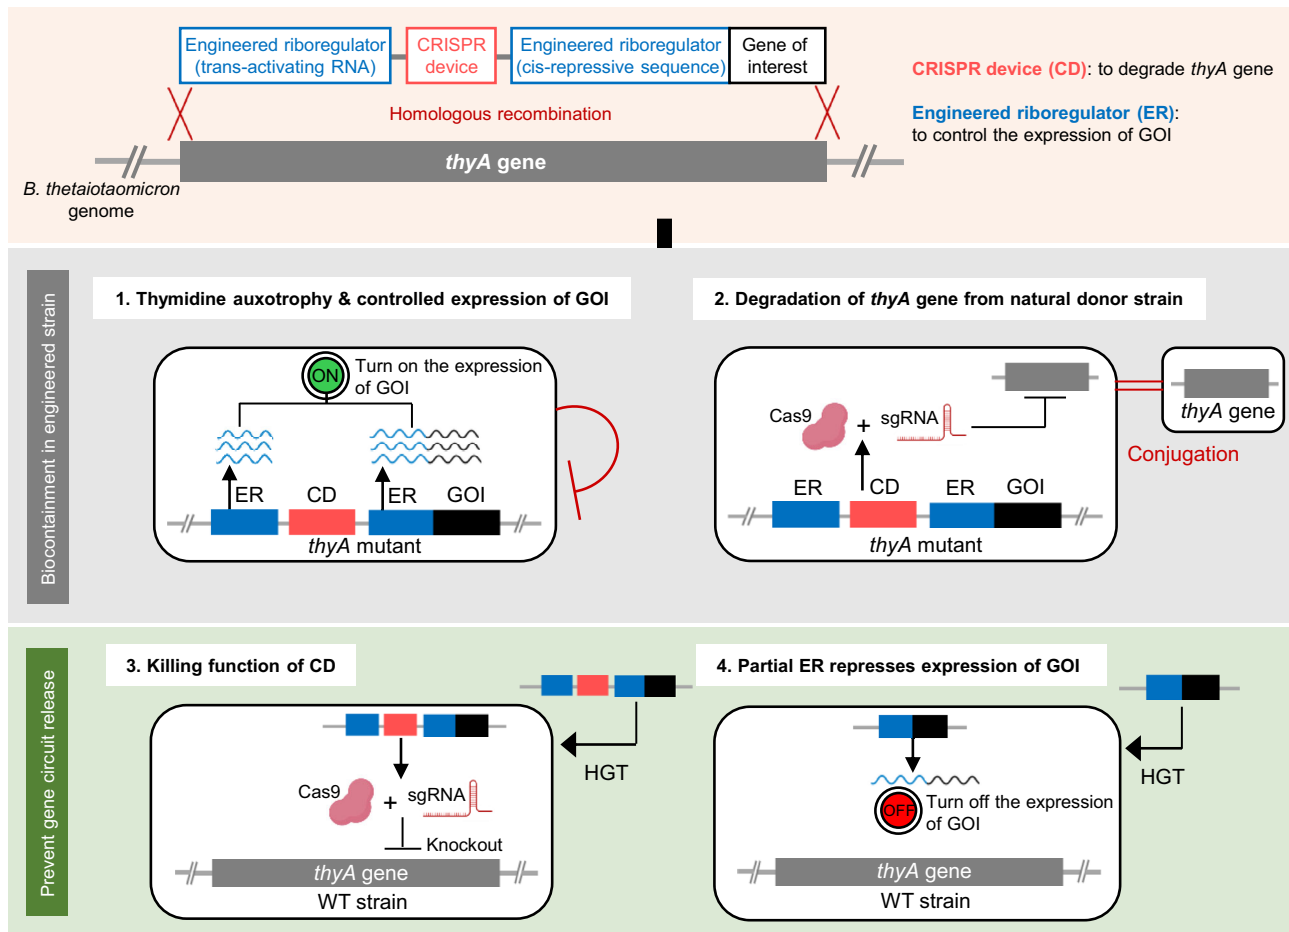 Engineered riboregulator
(trans-activating RNA)
CRISPR
device
Engineered riboregulator
(cis-repressive sequence)
Gene of
interest
CRISPR device (CD): to degrade thyA gene
Engineered riboregulator (ER):
to control the expression of GOI
Homologous recombination
thyA gene
B. thetaiotaomicron
genome
Biocontainment in engineered strain
1. Thymidine auxotrophy & controlled expression of GOI
ON
Turn on the expression
of GOI
ER
CD
ER
GOI
thyA mutant
2. Degradation of thyA gene from natural donor strain
Cas9
+
sgRNA
thyA gene
Conjugation
ER
CD
ER
GOI
thyA mutant
Prevent gene circuit release
3. Killing function of CD
HGT
Cas9
+
sgRNA
Knockout
thyA gene
WT strain
4. Partial ER represses expression of GOI
HGT
OFF
Turn off the expression
of GOI
thyA gene
WT strain